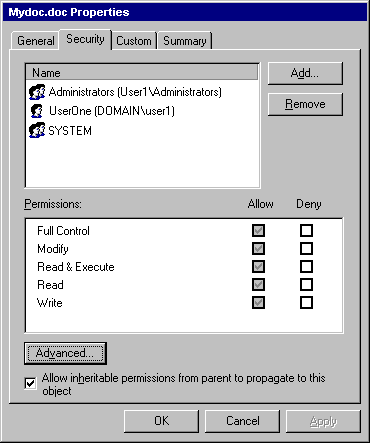 Mydoc.doc Properties
General Security Custom Summary
Name
Administrators (User1\Administrators)
UserOne (DOMAIN\user1)
SYSTEM
Add...
Remove
Permissions: Allow Deny
Full Control
Modify
Read & Execute
Read
Write
Advanced...
Allow inheritable permissions from parent to propagate to this
object
OK Cancel Apply